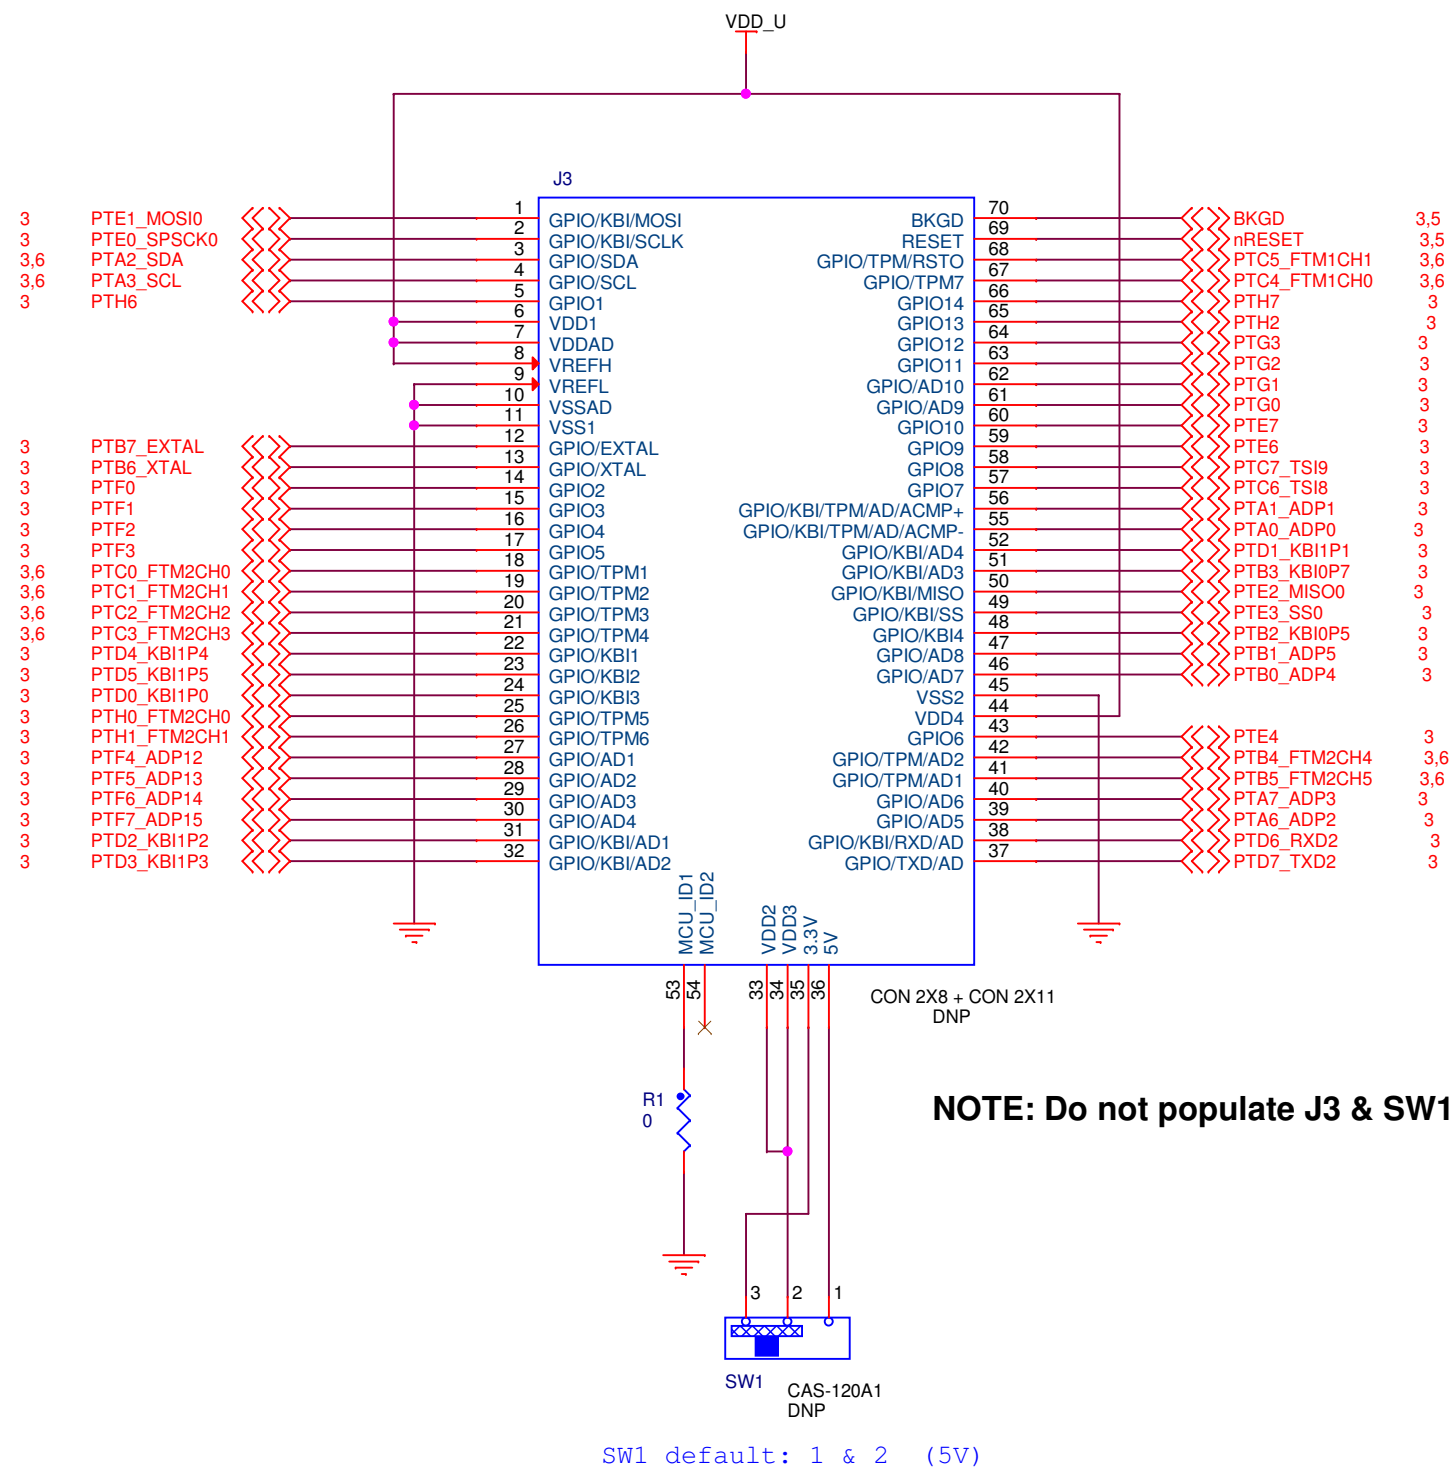 VDD_U
J3
3 PTE1_MOSI0 1 GPIO/KBI/MOSI BKGD 70 BKGD 3,5
3 PTE0_SPSCK0 2 GPIO/KBI/SCLK RESET 69 nRESET 3,5
3,6 PTA2_SDA 3 GPIO/SDA GPIO/TPM/RSTO 68 PTC5_FTM1CH1 3,6
3,6 PTA3_SCL 4 GPIO/SCL GPIO/TPM7 67 PTC4_FTM1CH0 3,6
3 PTH6 5 GPIO1 GPIO14 66 PTH7 3
6 VDD1 GPIO13 65 PTH2 3
7 VDDAD GPIO12 64 PTG3 3
8 VREFH GPIO11 63 PTG2 3
9 VREFL GPIO/AD10 62 PTG1 3
10 VSSAD GPIO/AD9 61 PTG0 3
11 VSS1 GPIO10 60 PTE7 3
3 PTB7_EXTAL 12 GPIO/EXTAL GPIO9 59 PTE6 3
3 PTB6_XTAL 13 GPIO/XTAL GPIO8 58 PTC7_TSI9 3
3 PTF0 14 GPIO2 GPIO7 57 PTC6_TSI8 3
3 PTF1 15 GPIO3 GPIO/KBI/TPM/AD/ACMP+ 56 PTA1_ADP1 3
3 PTF2 16 GPIO4 GPIO/KBI/TPM/AD/ACMP- 55 PTA0_ADP0 3
3 PTF3 17 GPIO5 GPIO/KBI/AD4 52 PTD1_KBI1P1 3
3,6 PTC0_FTM2CH0 18 GPIO/TPM1 GPIO/KBI/AD3 51 PTB3_KBI0P7 3
3,6 PTC1_FTM2CH1 19 GPIO/TPM2 GPIO/KBI/MISO 50 PTE2_MISO0 3
3,6 PTC2_FTM2CH2 20 GPIO/TPM3 GPIO/KBI/SS 49 PTE3_SS0 3
3,6 PTC3_FTM2CH3 21 GPIO/TPM4 GPIO/KBI4 48 PTB2_KBI0P5 3
3 PTD4_KBI1P4 22 GPIO/KBI1 GPIO/AD8 47 PTB1_ADP5 3
3 PTD5_KBI1P5 23 GPIO/KBI2 GPIO/AD7 46 PTB0_ADP4 3
3 PTD0_KBI1P0 24 GPIO/KBI3 VSS2 45
3 PTH0_FTM2CH0 25 GPIO/TPM5 VDD4 44
3 PTH1_FTM2CH1 26 GPIO/TPM6 GPIO6 43 PTE4 3
3 PTF4_ADP12 27 GPIO/AD1 GPIO/TPM/AD2 42 PTB4_FTM2CH4 3,6
3 PTF5_ADP13 28 GPIO/AD2 GPIO/TPM/AD1 41 PTB5_FTM2CH5 3,6
3 PTF6_ADP14 29 GPIO/AD3 GPIO/AD6 40 PTA7_ADP3 3
3 PTF7_ADP15 30 GPIO/AD4 GPIO/AD5 39 PTA6_ADP2 3
3 PTD2_KBI1P2 31 GPIO/KBI/AD1 GPIO/KBI/RXD/AD 38 PTD6_RXD2 3
3 PTD3_KBI1P3 32 GPIO/KBI/AD2 GPIO/TXD/AD 37 PTD7_TXD2 3
MCU_ID1 MCU_ID2 VDD2 VDD3 3.3V 5V
53 54 33 34 35 36
CON 2X8 + CON 2X11
DNP
R1
0
NOTE: Do not populate J3 & SW1
3 2 1
SW1
CAS-120A1
DNP
SW1 default: 1 & 2 (5V)